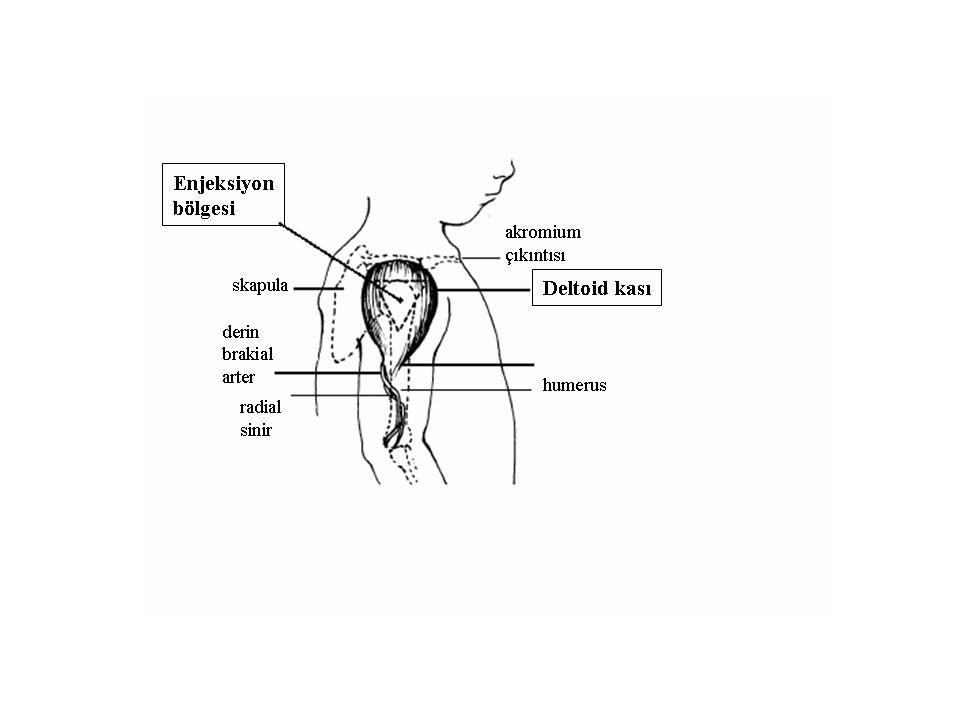 Enjeksiyon
bölgesi
akromium
çıkıntısı
skapula
Deltoid kası
derin
brakial
arter
humerus
radial
sinir